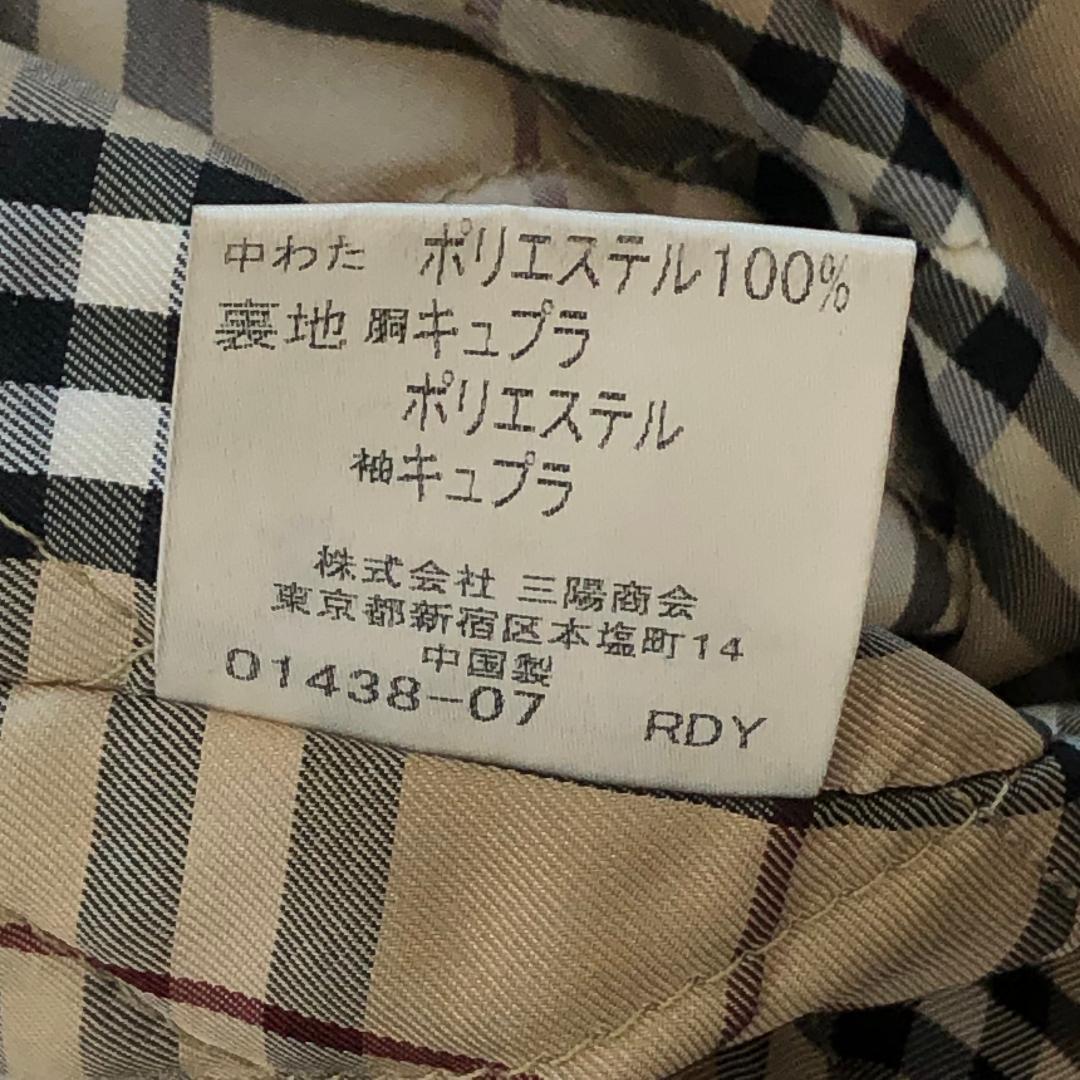 中わた ポリエステル100%
裏地 胴キュプラ
ポリエステル
袖キュプラ
株式会社 三陽商会
東京都新宿区本塩町14
中国製
01438-07 RDY